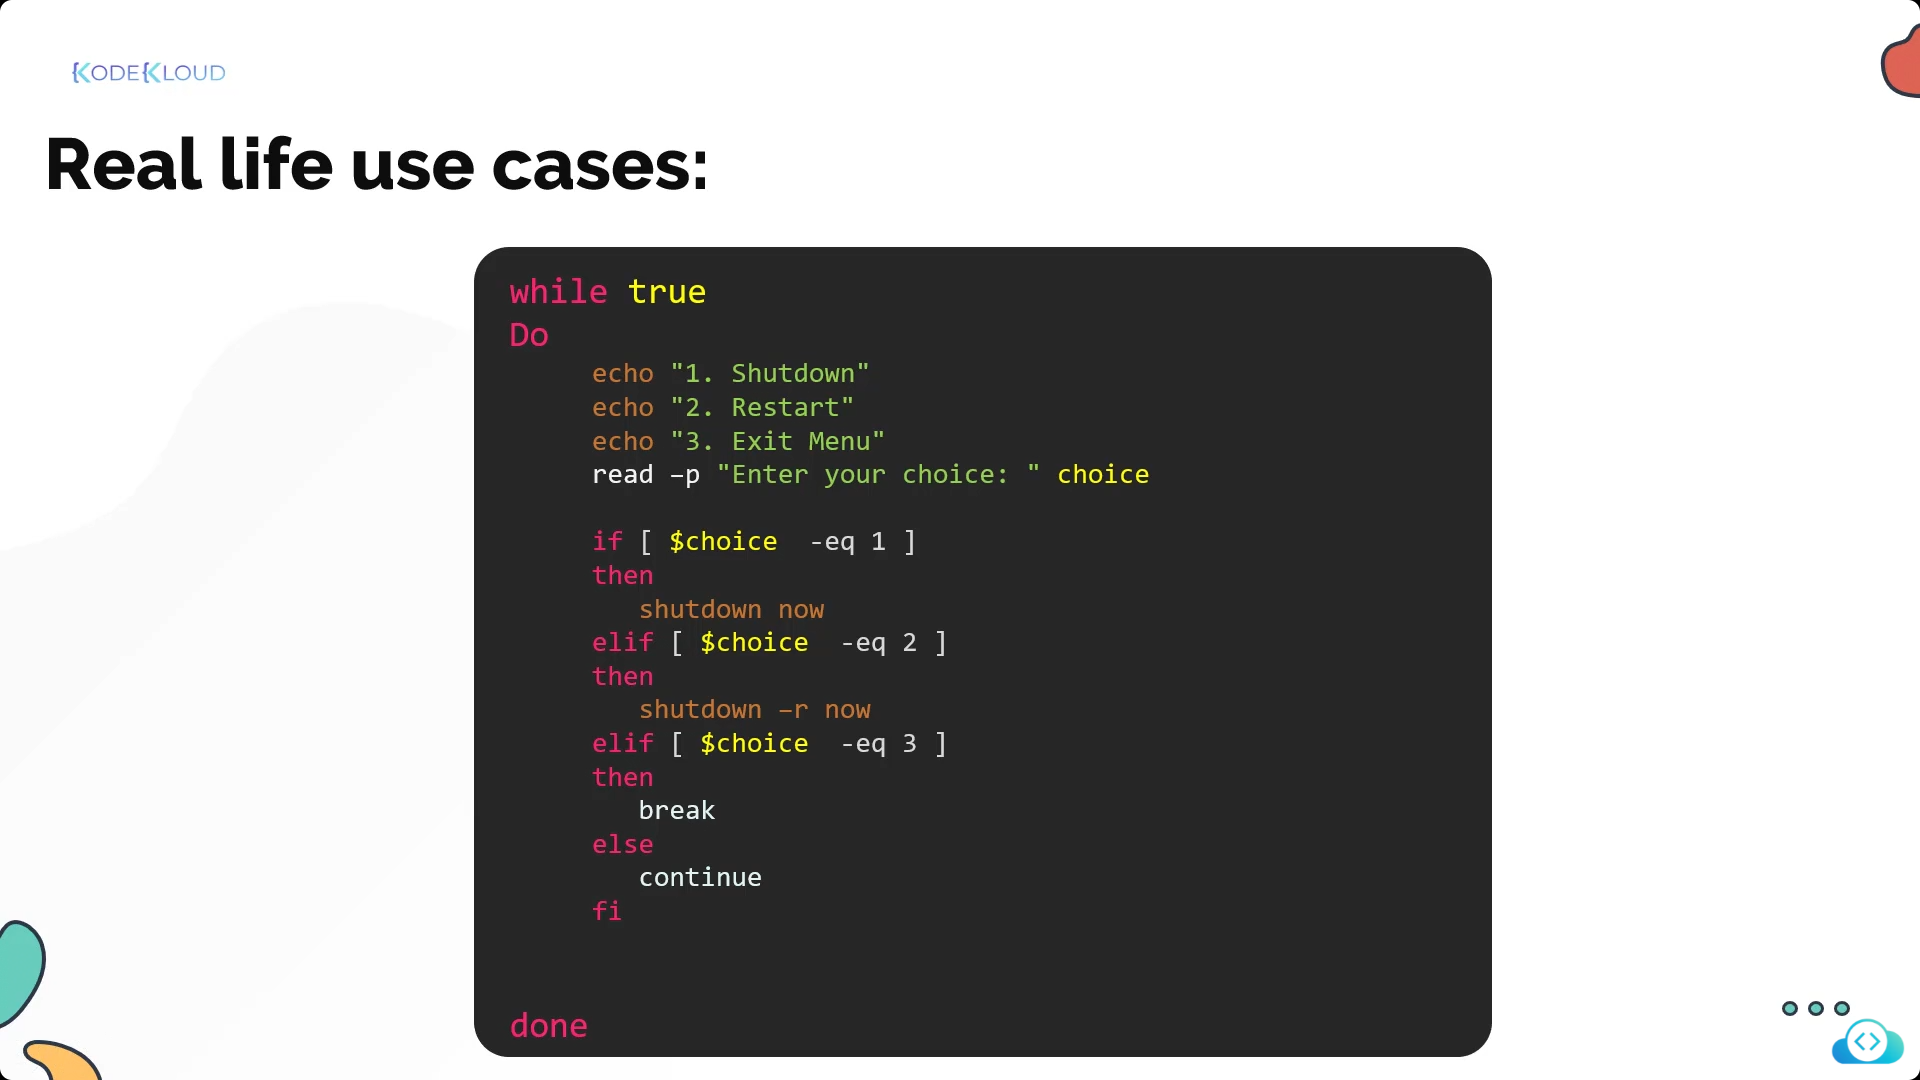 KODEKLOUD
Real life use cases:
while true
Do
echo "1. Shutdown"
echo "2. Restart"
echo "3. Exit Menu"
read –p "Enter your choice: " choice
if [ $choice  -eq 1 ]
then
shutdown now
elif [ $choice  -eq 2 ]
then
shutdown –r now
elif [ $choice  -eq 3 ]
then
break
else
continue
fi
done